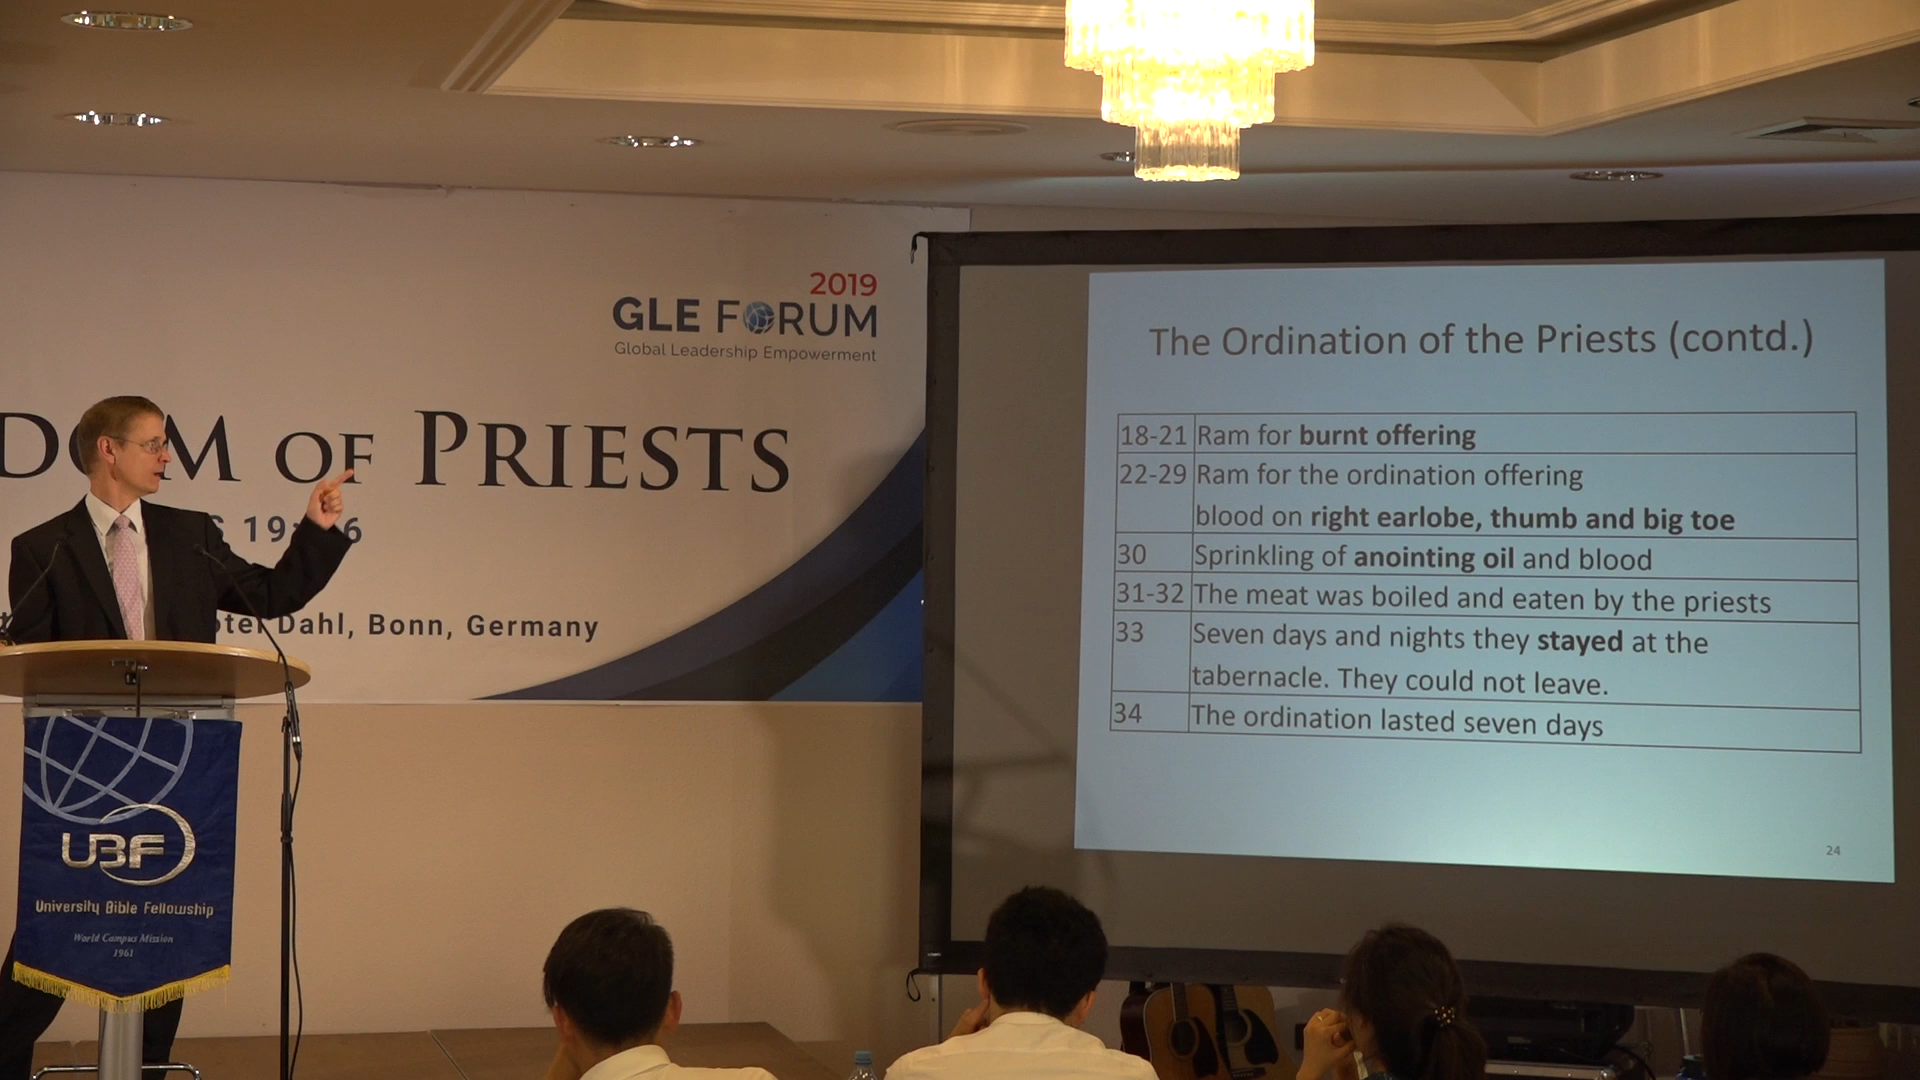 2019
GLE FORUM
Global Leadership Empowerment
OF PRIESTS
Dahl, Bonn, Germany
UBF
University Bible Fellowship
World Campus Mission
1961
The Ordination of the Priests (contd.)
18-21 Ram for burnt offering
22-29 Ram for the ordination offering
blood on right earlobe, thumb and big toe
30 Sprinkling of anointing oil and blood
31-32 The meat was boiled and eaten by the priests
33 Seven days and nights they stayed at the
tabernacle. They could not leave.
34 The ordination lasted seven days
24